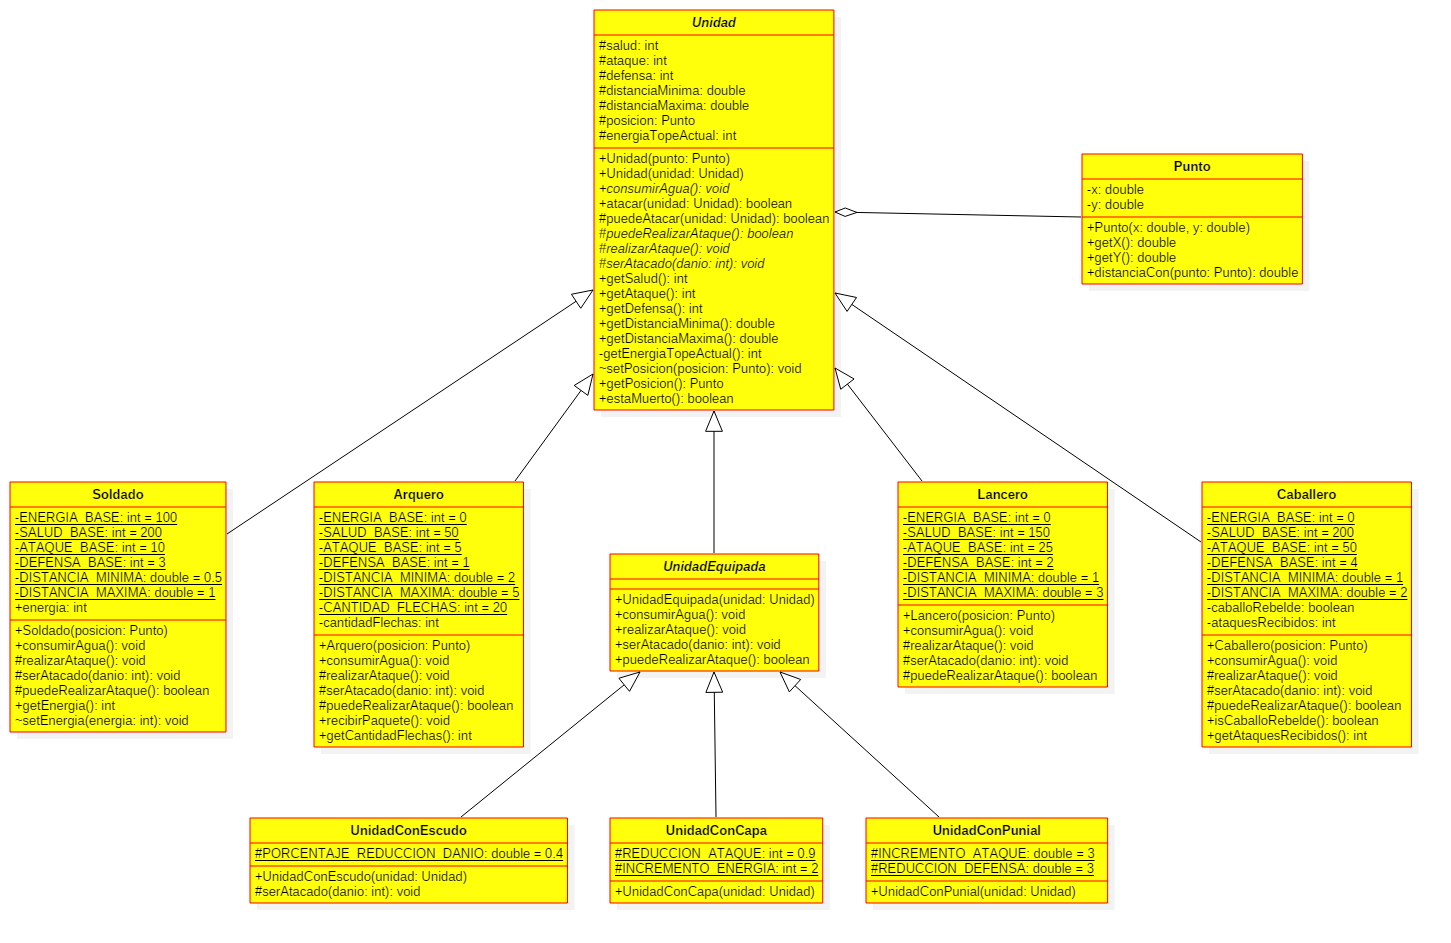 Unidad
#salud: int
#ataque: int
#defensa: int
#distanciaMinima: double
#distanciaMaxima: double
#posicion: Punto
#energiaTopeActual: int
+Unidad(punto: Punto)
+Unidad(unidad: Unidad)
+consumirAgua(): void
+atacar(unidad: Unidad): boolean
#puedeAtacar(unidad: Unidad): boolean
#puedeRealizarAtaque(): boolean
#realizarAtaque(): void
#serAtacado(danio: int): void
+getSalud(): int
+getAtaque(): int
+getDefensa(): int
+getDistanciaMinima(): double
+getDistanciaMaxima(): double
-getEnergiaTopeActual(): int
~setPosicion(posicion: Punto): void
+getPosicion(): Punto
+estaMuerto(): boolean
Punto
-x: double
-y: double
+Punto(x: double, y: double)
+getX(): double
+getY(): double
+distanciaCon(punto: Punto): double
Soldado
-ENERGIA_BASE: int = 100
-SALUD_BASE: int = 200
-ATAQUE_BASE: int = 10
-DEFENSA_BASE: int = 3
-DISTANCIA_MINIMA: double = 0.5
-DISTANCIA_MAXIMA: double = 1
+energia: int
+Soldado(posicion: Punto)
+consumirAgua(): void
#realizarAtaque(): void
#serAtacado(danio: int): void
#puedeRealizarAtaque(): boolean
+getEnergia(): int
~setEnergia(energia: int): void
Arquero
-ENERGIA_BASE: int = 0
-SALUD_BASE: int = 50
-ATAQUE_BASE: int = 5
-DEFENSA_BASE: int = 1
-DISTANCIA_MINIMA: double = 2
-DISTANCIA_MAXIMA: double = 5
-CANTIDAD_FLECHAS: int = 20
-cantidadFlechas: int
+Arquero(posicion: Punto)
+consumirAgua(): void
#realizarAtaque(): void
#serAtacado(danio: int): void
#puedeRealizarAtaque(): boolean
+recibirPaquete(): void
+getCantidadFlechas(): int
UnidadEquipada
+UnidadEquipada(unidad: Unidad)
+consumirAgua(): void
+realizarAtaque(): void
+serAtacado(danio: int): void
+puedeRealizarAtaque(): boolean
Lancero
-ENERGIA_BASE: int = 0
-SALUD_BASE: int = 150
-ATAQUE_BASE: int = 25
-DEFENSA_BASE: int = 2
-DISTANCIA_MINIMA: double = 1
-DISTANCIA_MAXIMA: double = 3
+Lancero(posicion: Punto)
+consumirAgua(): void
#realizarAtaque(): void
#serAtacado(danio: int): void
#puedeRealizarAtaque(): boolean
Caballero
-ENERGIA_BASE: int = 0
-SALUD_BASE: int = 200
-ATAQUE_BASE: int = 50
-DEFENSA_BASE: int = 4
-DISTANCIA_MINIMA: double = 1
-DISTANCIA_MAXIMA: double = 2
-caballoRebelde: boolean
-ataquesRecibidos: int
+Caballero(posicion: Punto)
+consumirAgua(): void
#realizarAtaque(): void
#serAtacado(danio: int): void
#puedeRealizarAtaque(): boolean
+isCaballoRebelde(): boolean
+getAtaquesRecibidos(): int
UnidadConEscudo
#PORCENTAJE_REDUCCION_DANIO: double = 0.4
+UnidadConEscudo(unidad: Unidad)
#serAtacado(danio: int): void
UnidadConCapa
#REDUCCION_ATAQUE: int = 0.9
#INCREMENTO_ENERGIA: int = 2
+UnidadConCapa(unidad: Unidad)
UnidadConPunial
#INCREMENTO_ATAQUE: double = 3
#REDUCCION_DEFENSA: double = 3
+UnidadConPunial(unidad: Unidad)